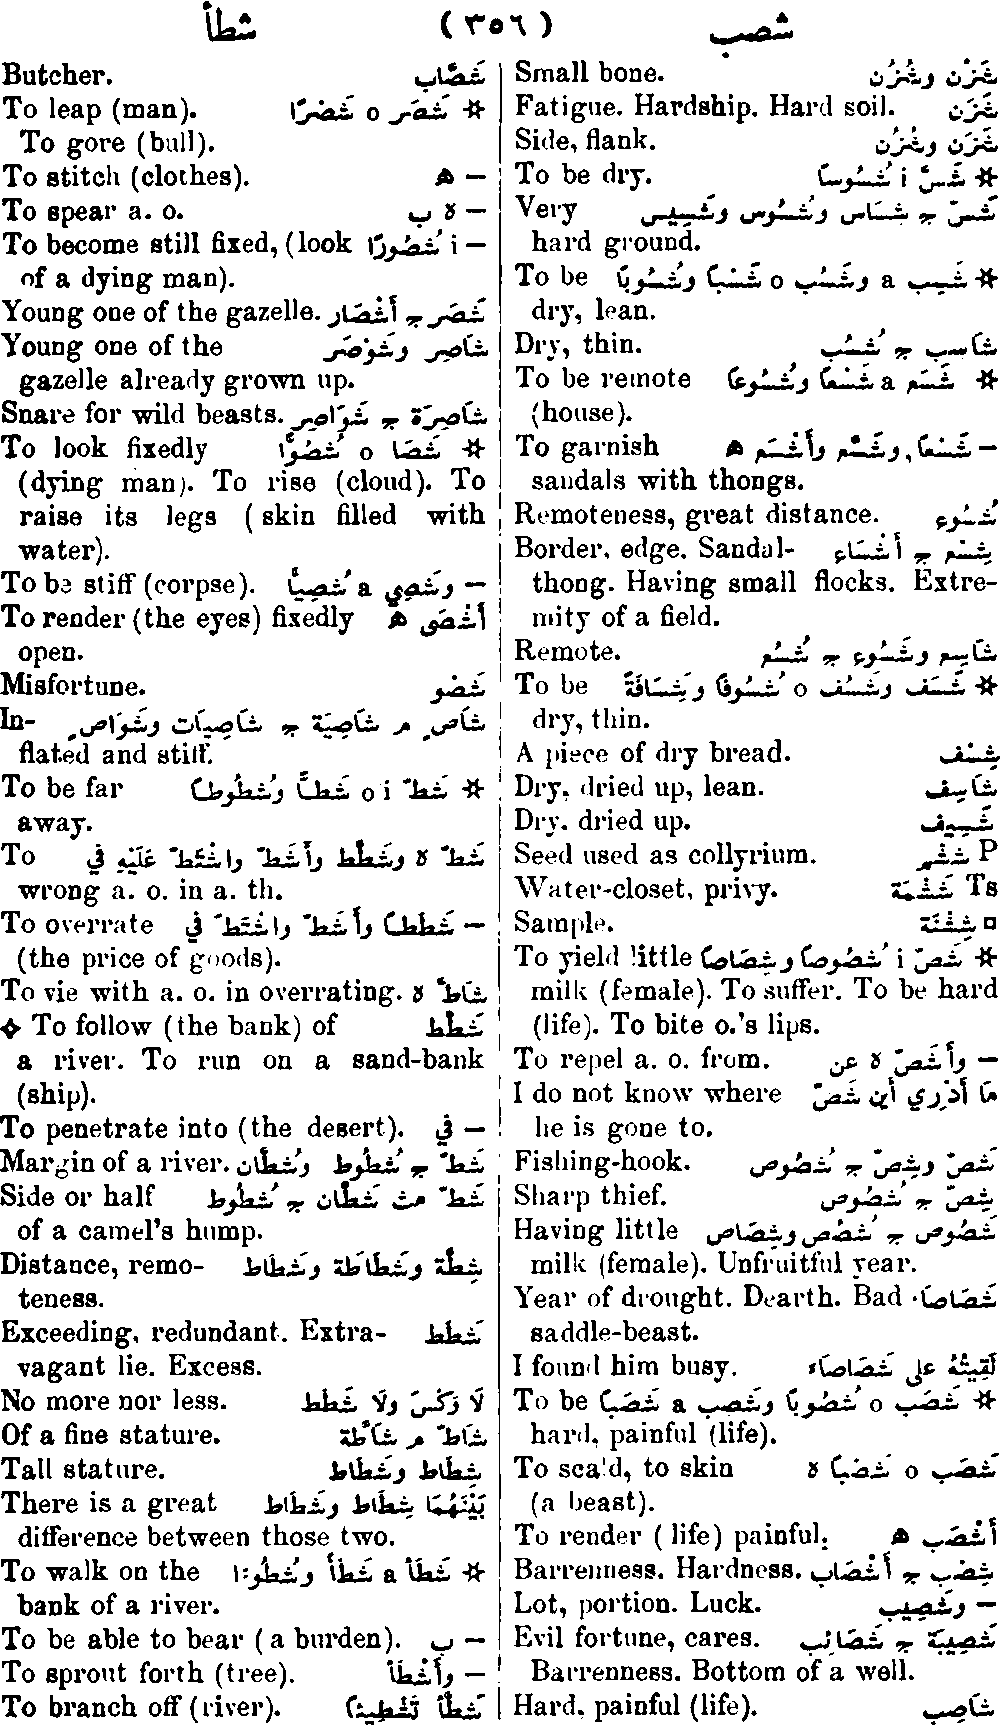 شطأ ( ٣٥٦ ) شصب
Small bone. شَزْن وشُزُن
Fatigue. Hardship. Hard soil. شَزَن
Side, flank. شَزَن وشُزُن
To be dry. ✲ شَسَّ i شُسُوسًا
Very شَسّ ج شِسَاس وشُسُوس وشَسِيس
hard ground.
To be ✲ شَسِب a وشَسُب o شَسَبًا وشُسُوبًا
dry, lean.
Dry, thin. شَاسِب ج شُسُب
To be remote ✲ شَسَع a شَسْعًا وشُسُوعًا
(house).
To garnish – شَسْعًا, وشَسَّع وأَشْسَع ه
sandals with thongs.
Remoteness, great distance. شُسُوع
Border, edge. Sandal- شِسْع ج أَشْسَاع
thong. Having small flocks. Extre-
mity of a field.
Remote. شَاسِع وشَسُوع ج شُسُع
To be ✲ شَسَف وشَسُف o شُسُوفًا وشِسَافَةً
dry, thin.
A piece of dry bread. شِسْف
Dry, dried up, lean. شَاسِف
Dry, dried up. شَسِيف
Seed used as collyrium. P شِشْم
Water-closet, privy. Ts شَشْمَة
Sample. ▫ شِشْنَة
To yield little ✲ شَصَّ i شُصُوصًا وشِصَاصًا
milk (female). To suffer. To be hard
(life). To bite o.'s lips.
To repel a. o. from. – وأَشَصَّ ه عن
I do not know where مَا أَدْرِي أَين شَصَّ
he is gone to.
Fishing-hook. شَصّ وشِصّ ج شُصُوص
Sharp thief. شِصّ ج شُصُوص
Having little شَصُوص ج شُصُص وشِصَاص
milk (female). Unfruitful year.
Year of drought. Dearth. Bad شَصَاصَاء
saddle-beast.
I found him busy. لَقِيتُهُ على شَصَاصَاء
To be ✲ شَصَب o شُصُوبًا وشَصِب a شَصَبًا
hard, painful (life).
To scald, to skin شَصَب o شَصْبًا ه
(a beast).
To render ( life) painful. أَشْصَب ه
Barrenness. Hardness. شِصْب ج أَشْصَاب
Lot, portion. Luck. – وشَصِيب
Evil fortune, cares. شَصِيبَة ج شَصَائِب
Barrenness. Bottom of a well.
Hard, painful (life). شَاصِب
Butcher. شَصَّاب
To leap (man). ✲ شَصَر o شَصْرًا
To gore (bull).
To stitch (clothes). – ه
To spear a. o. – ه ب
To become still fixed, (look – i شُصُورًا
of a dying man).
Young one of the gazelle. شَصَر ج أَشْصَار
Young one of the شَاصِر وشَوْصَر
gazelle already grown up.
Snare for wild beasts. شَاصِرَة ج شَوَاصِر
To look fixedly ✲ شَصَا o شُصُوًّا
(dying man). To rise (cloud). To
raise its legs ( skin filled with
water).
To be stiff (corpse). – وشَصِي a شُصِيًّا
To render (the eyes) fixedly أَشْصَى ه
open.
Misfortune. شَصْو
In- شَاصٍ م شَاصِيَة ج شَاصِيَات وشَوَاصٍ
flated and stiff.
To be far ✲ شَطّ i o شَطًّا وشُطُوطًا
away.
To شَطّ ه وشَطَّط وأَشَطّ واشْتَطّ عَلَيْهِ في
wrong a. o. in a. th.
To overrate – شَطَطًا وأَشَطّ واشْتَطّ في
(the price of goods).
To vie with a. o. in overrating. شَاطّ ه
❖ To follow (the bank) of شَطَّط
a river. To run on a sand-bank
(ship).
To penetrate into (the desert). – في
Margin of a river. شَطّ ج شُطُوط وشُطَّان
Side or half شَطّ مث شَطَّان ج شُطُوط
of a camel's hump.
Distance, remo- شِطَّة وشَطَاطَة وشَطَاط
teness.
Exceeding, redundant. Extra- شَطَط
vagant lie. Excess.
No more nor less. لَا وَكْسَ ولَا شَطَط
Of a fine stature. شَاطّ م شَاطَّة
Tall stature. شِطَاط وشَطَاط
There is a great بَيْنَهُمَا شِطَاط وشَطَاط
difference between those two.
To walk on the ✲ شَطَأَ a شَطْأً وشُطُوءًا
bank of a river.
To be able to bear ( a burden). – ب
To sprout forth (tree). – وأَشْطَأَ
To branch off (river). شَطَّأَ تَشْطِيئًا